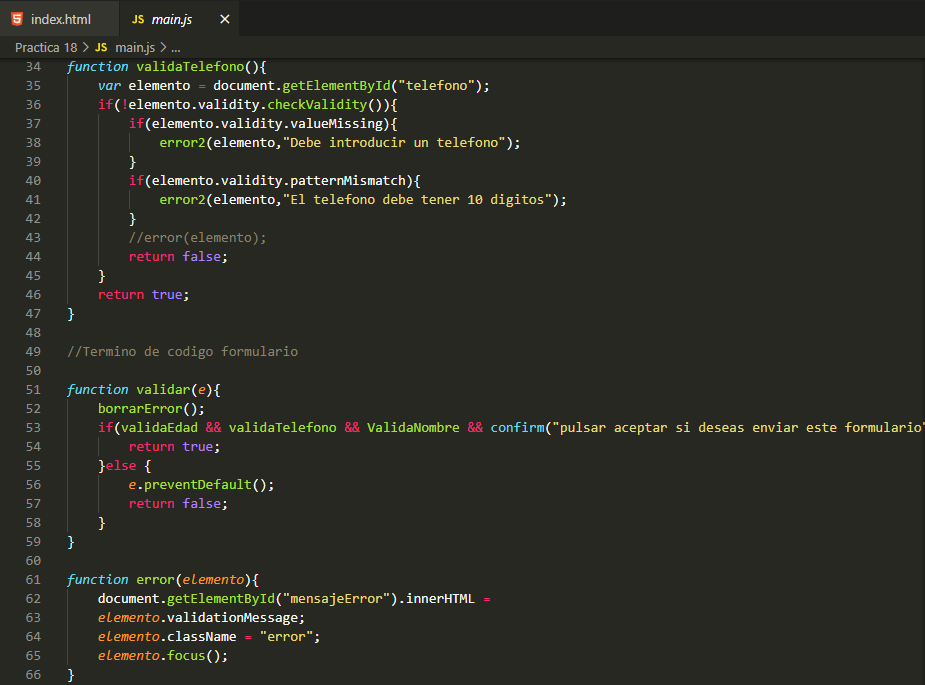 index.html JS main.js ×
Practica 18 > JS main.js > ...
34 function validaTelefono(){
35 var elemento = document.getElementById("telefono");
36 if(!elemento.validity.checkValidity()){
37 if(elemento.validity.valueMissing){
38 error2(elemento,"Debe introducir un telefono");
39 }
40 if(elemento.validity.patternMismatch){
41 error2(elemento,"El telefono debe tener 10 digitos");
42 }
43 //error(elemento);
44 return false;
45 }
46 return true;
47 }
48
49 //Termino de codigo formulario
50
51 function validar(e){
52 borrarError();
53 if(validaEdad && validaTelefono && ValidaNombre && confirm("pulsar aceptar si deseas enviar este formulario"
54 return true;
55 }else {
56 e.preventDefault();
57 return false;
58 }
59 }
60
61 function error(elemento){
62 document.getElementById("mensajeError").innerHTML =
63 elemento.validationMessage;
64 elemento.className = "error";
65 elemento.focus();
66 }